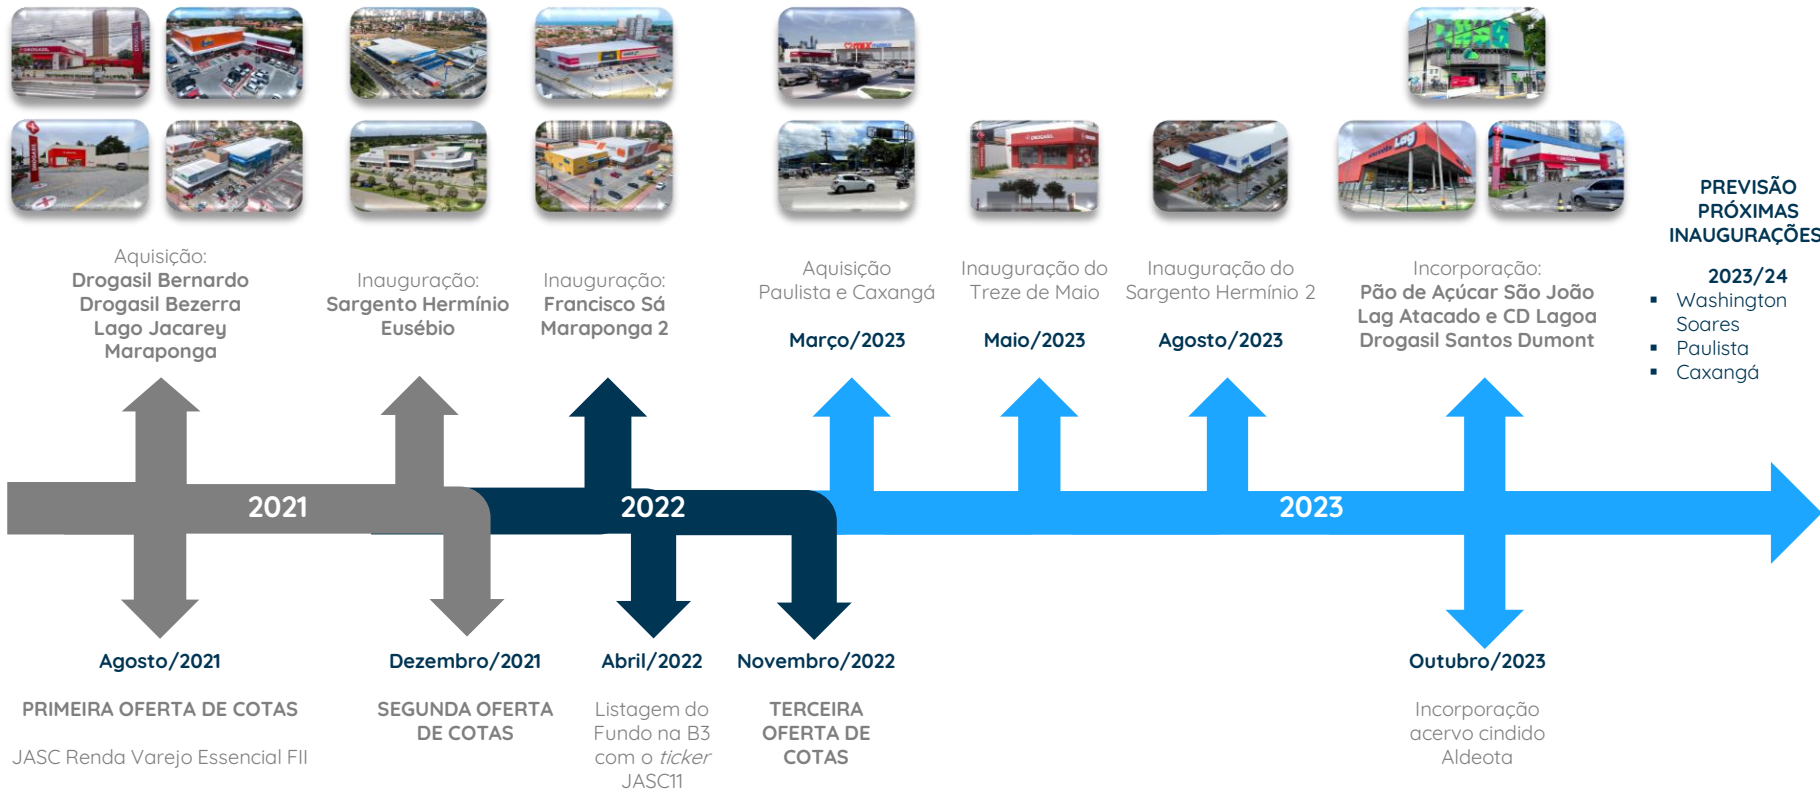 Aquisição:
Drogasil Bernardo
Drogasil Bezerra
Lago Jacarey
Maraponga
Inauguração:
Sargento Hermínio
Eusébio
Inauguração:
Francisco Sá
Maraponga 2
Aquisição
Paulista e Caxangá
Março/2023
Inauguração do
Treze de Maio
Maio/2023
Inauguração do
Sargento Hermínio 2
Agosto/2023
Incorporação:
Pão de Açúcar São João
Lag Atacado e CD Lagoa
Drogasil Santos Dumont
PREVISÃO
PRÓXIMAS
INAUGURAÇÕES
2023/24
▪ Washington
Soares
▪ Paulista
▪ Caxangá
2021
2022
2023
Agosto/2021
PRIMEIRA OFERTA DE COTAS
JASC Renda Varejo Essencial FII
Dezembro/2021
SEGUNDA OFERTA
DE COTAS
Abril/2022
Listagem do
Fundo na B3
com o ticker
JASC11
Novembro/2022
TERCEIRA
OFERTA DE
COTAS
Outubro/2023
Incorporação
acervo cindido
Aldeota